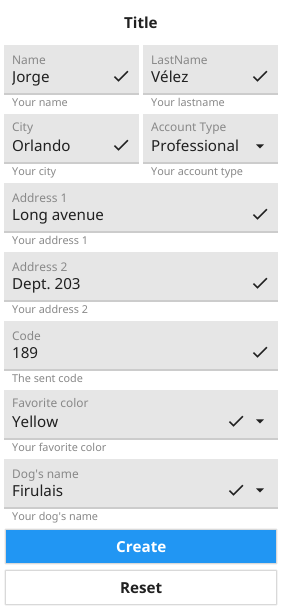 Title
Name LastName
Jorge Vélez
Your name Your lastname
City Account Type
Orlando Professional
Your city Your account type
Address 1
Long avenue
Your address 1
Address 2
Dept. 203
Your address 2
Code
189
The sent code
Favorite color
Yellow
Your favorite color
Dog's name
Firulais
Your dog's name
Create
Reset